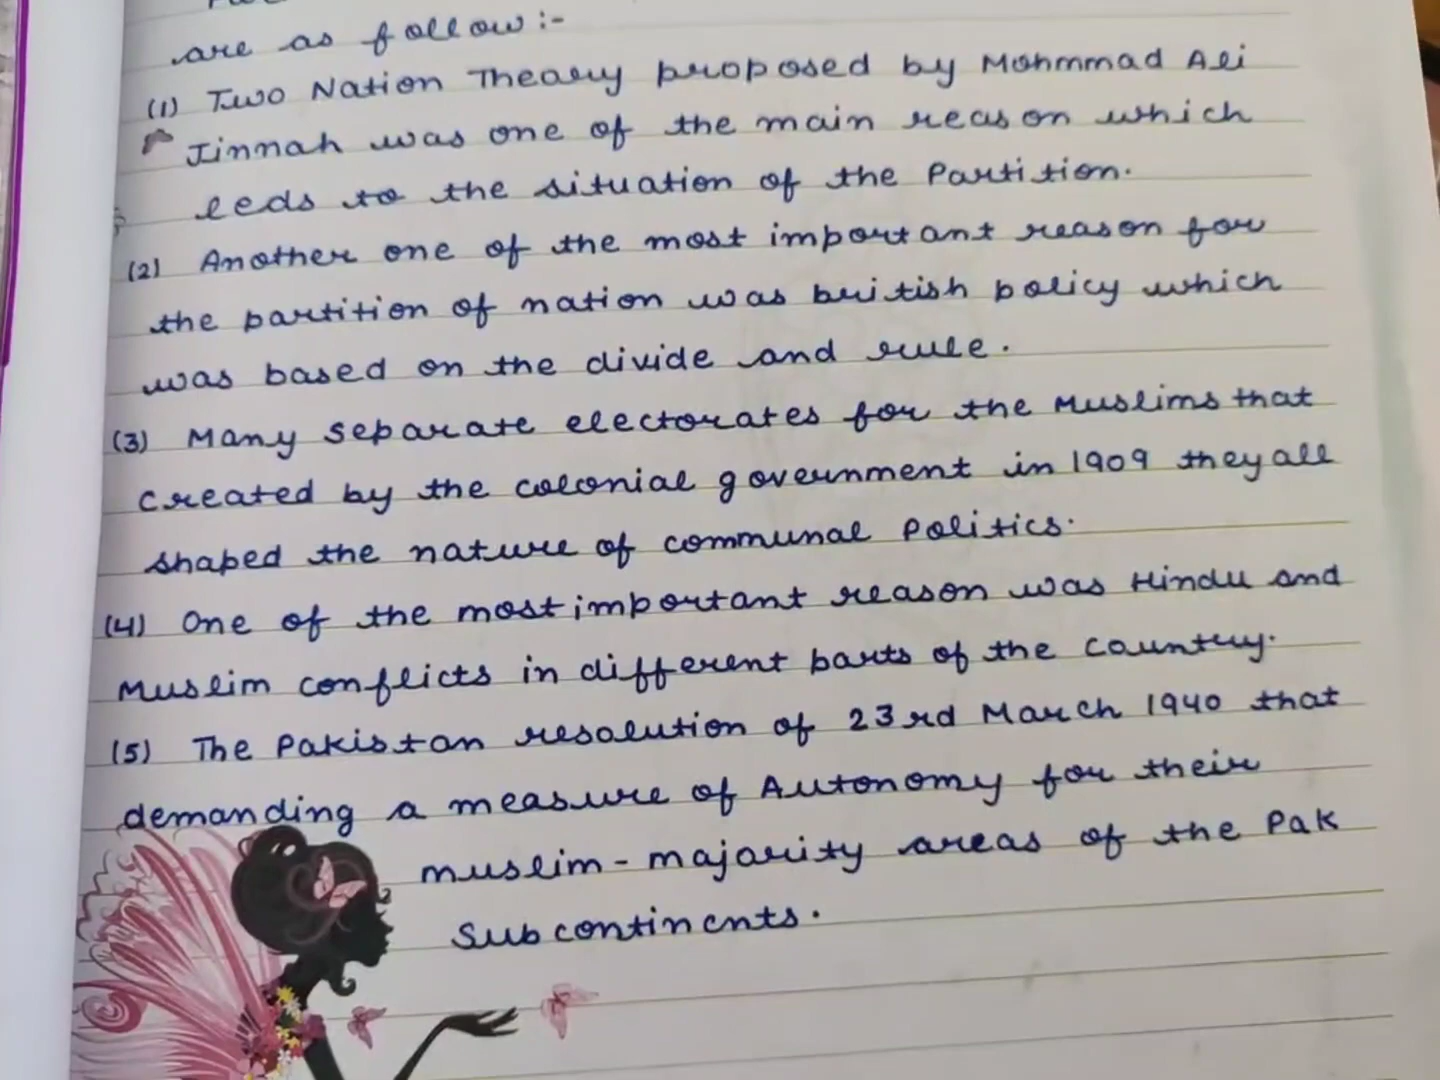 are as follow:-
(1) Two Nation Theary proposed by Mohmmad Ali
Jinnah was one of the main reason which
leds to the situation of the Partition.
(2) Another one of the most important reason for
the partition of nation was british policy which
was based on the divide and rule.
(3) Many separate electorates for the Muslims that
created by the colonial government in 1909 they all
shaped the nature of communal Politics.
(4) One of the most important reason was Hindu and
Muslim conflicts in different parts of the country.
(5) The Pakistan resolution of 23rd March 1940 that
demanding a measure of Autonomy for their
muslim-majority areas of the Pak
Subcontinents.